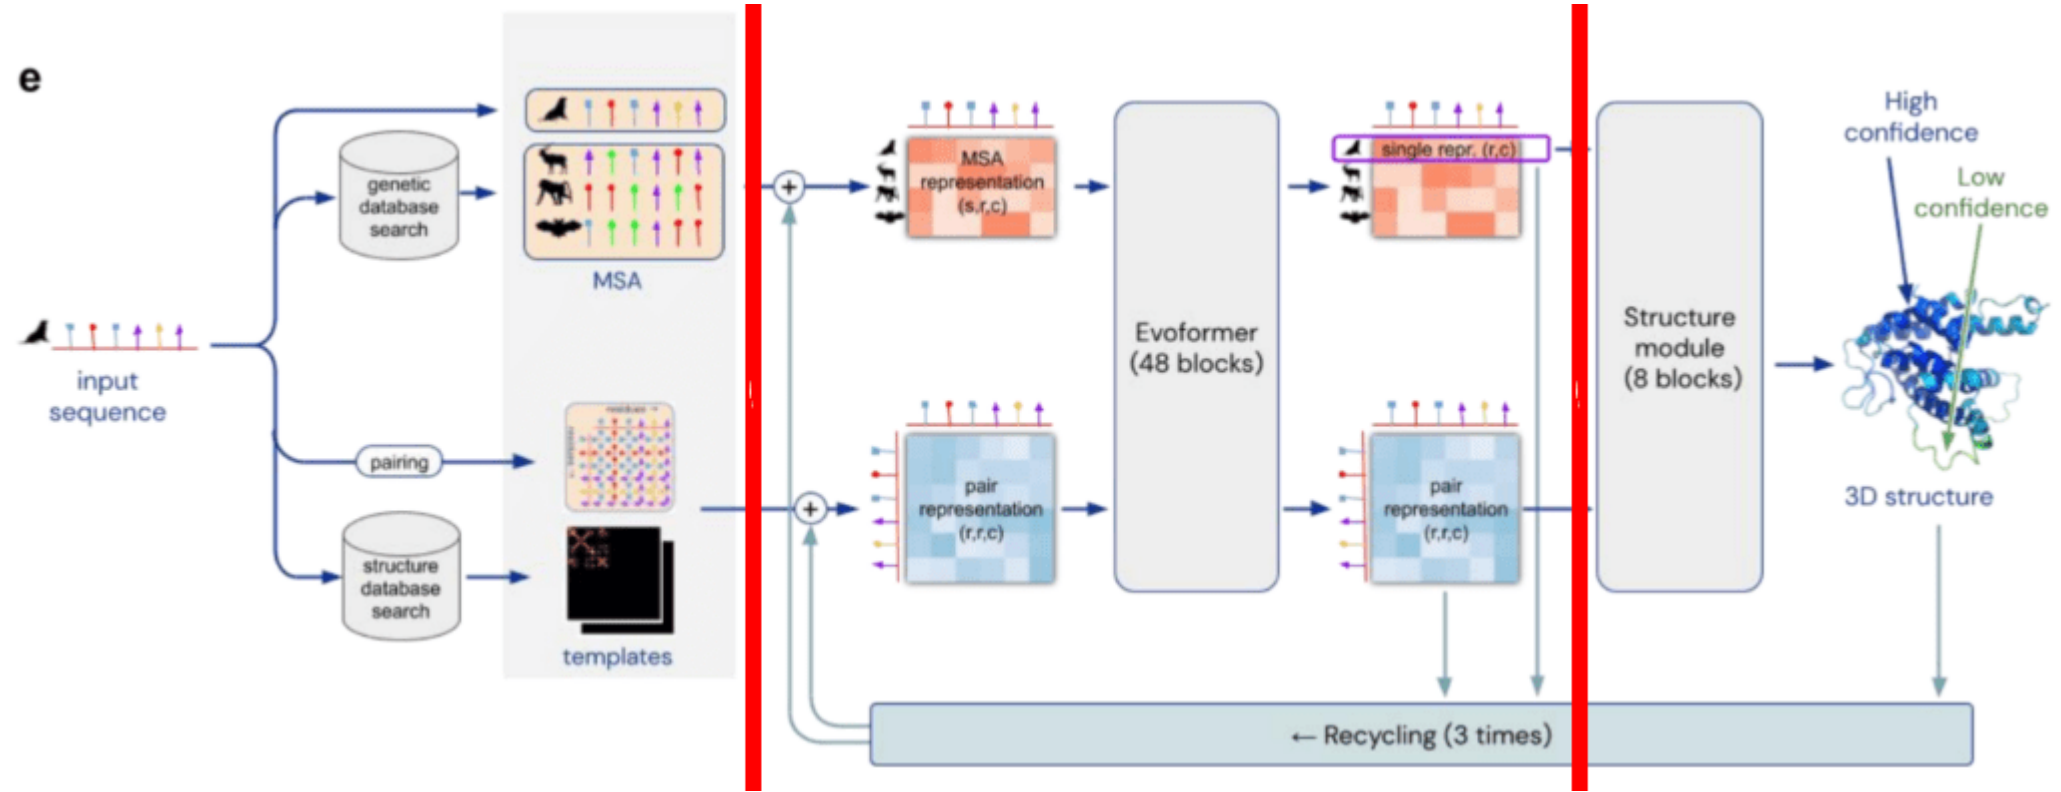 e
input
sequence
genetic
database
search
pairing
structure
database
search
MSA
residues →
templates
MSA
representation
(s,r,c)
pair
representation
(r,r,c)
Evoformer
(48 blocks)
single repr. (r,c)
pair
representation
(r,r,c)
Structure
module
(8 blocks)
High
confidence
Low
confidence
3D structure
← Recycling (3 times)